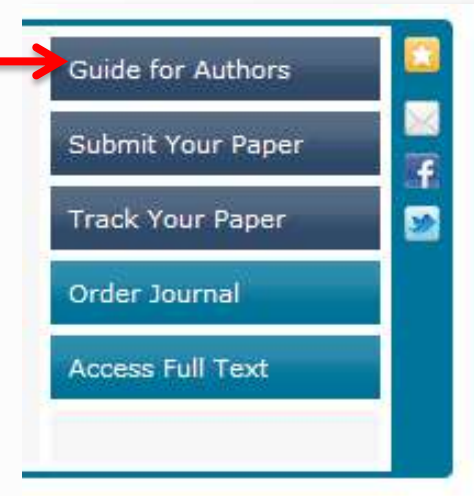 Guide for Authors
Submit Your Paper
Track Your Paper
Order Journal
Access Full Text